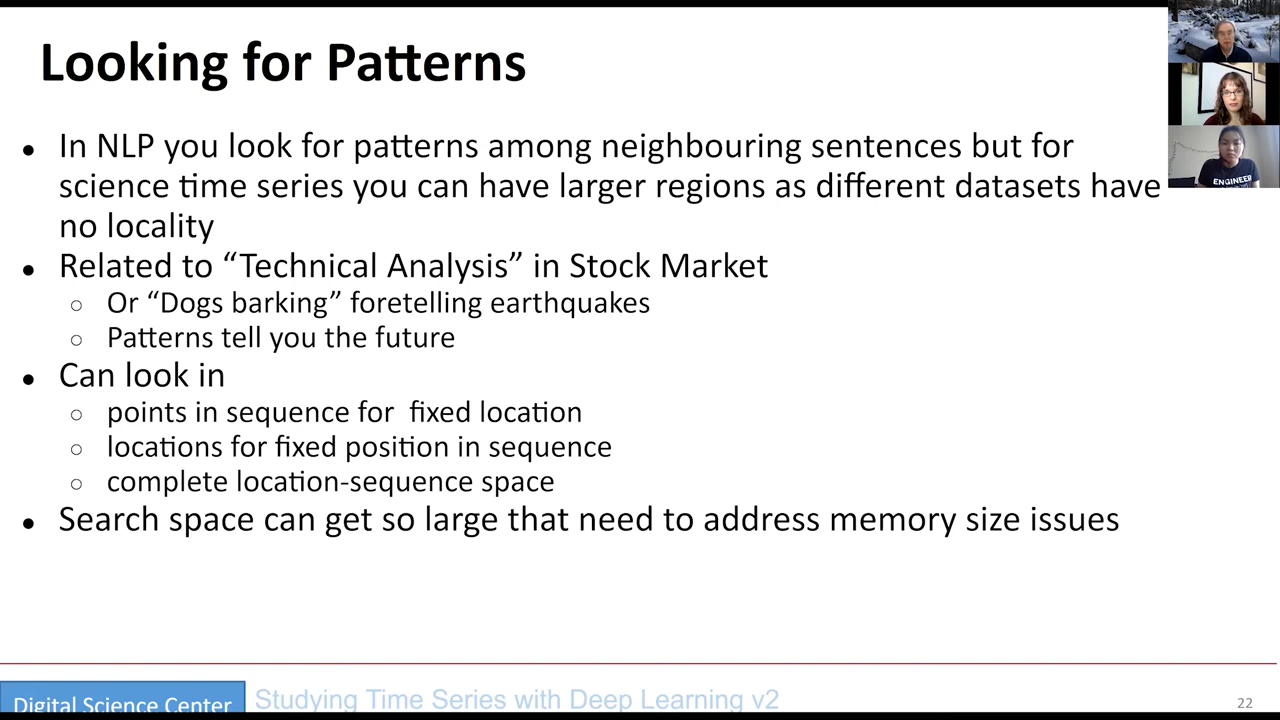 Looking for Patterns
● In NLP you look for patterns among neighbouring sentences but for
science time series you can have larger regions as different datasets have
no locality
● Related to “Technical Analysis” in Stock Market
○ Or “Dogs barking” foretelling earthquakes
○ Patterns tell you the future
● Can look in
○ points in sequence for fixed location
○ locations for fixed position in sequence
○ complete location-sequence space
● Search space can get so large that need to address memory size issues
ENGINEER
Digital Science Center
Studying Time Series with Deep Learning v2
22